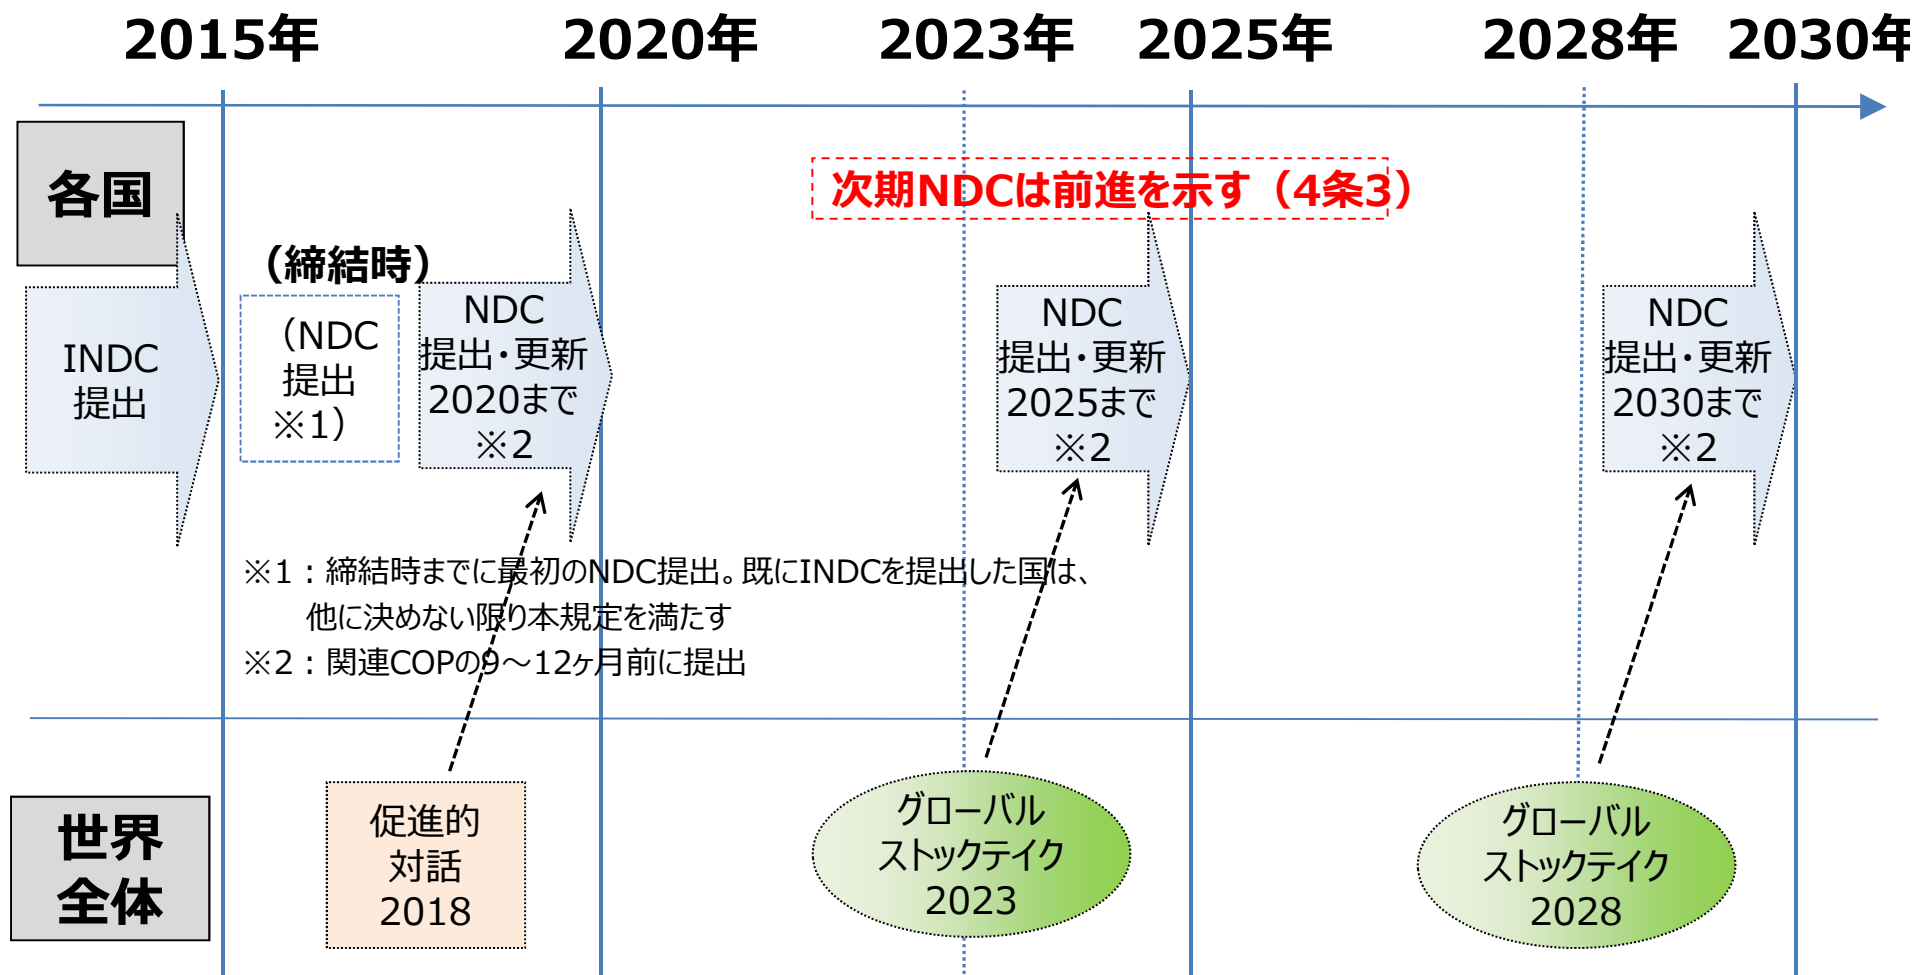 2015年
2020年
2023年
2025年
2028年
2030年
各国
次期NDCは前進を示す（4条3）
（締結時）
INDC
提出
（NDC
提出
※1）
NDC
提出・更新
2020まで
※2
NDC
提出・更新
2025まで
※2
NDC
提出・更新
2030まで
※2
※1：締結時までに最初のNDC提出。既にINDCを提出した国は、
他に決めない限り本規定を満たす
※2：関連COPの9～12ヶ月前に提出
世界
全体
促進的
対話
2018
グローバル
ストックテイク
2023
グローバル
ストックテイク
2028